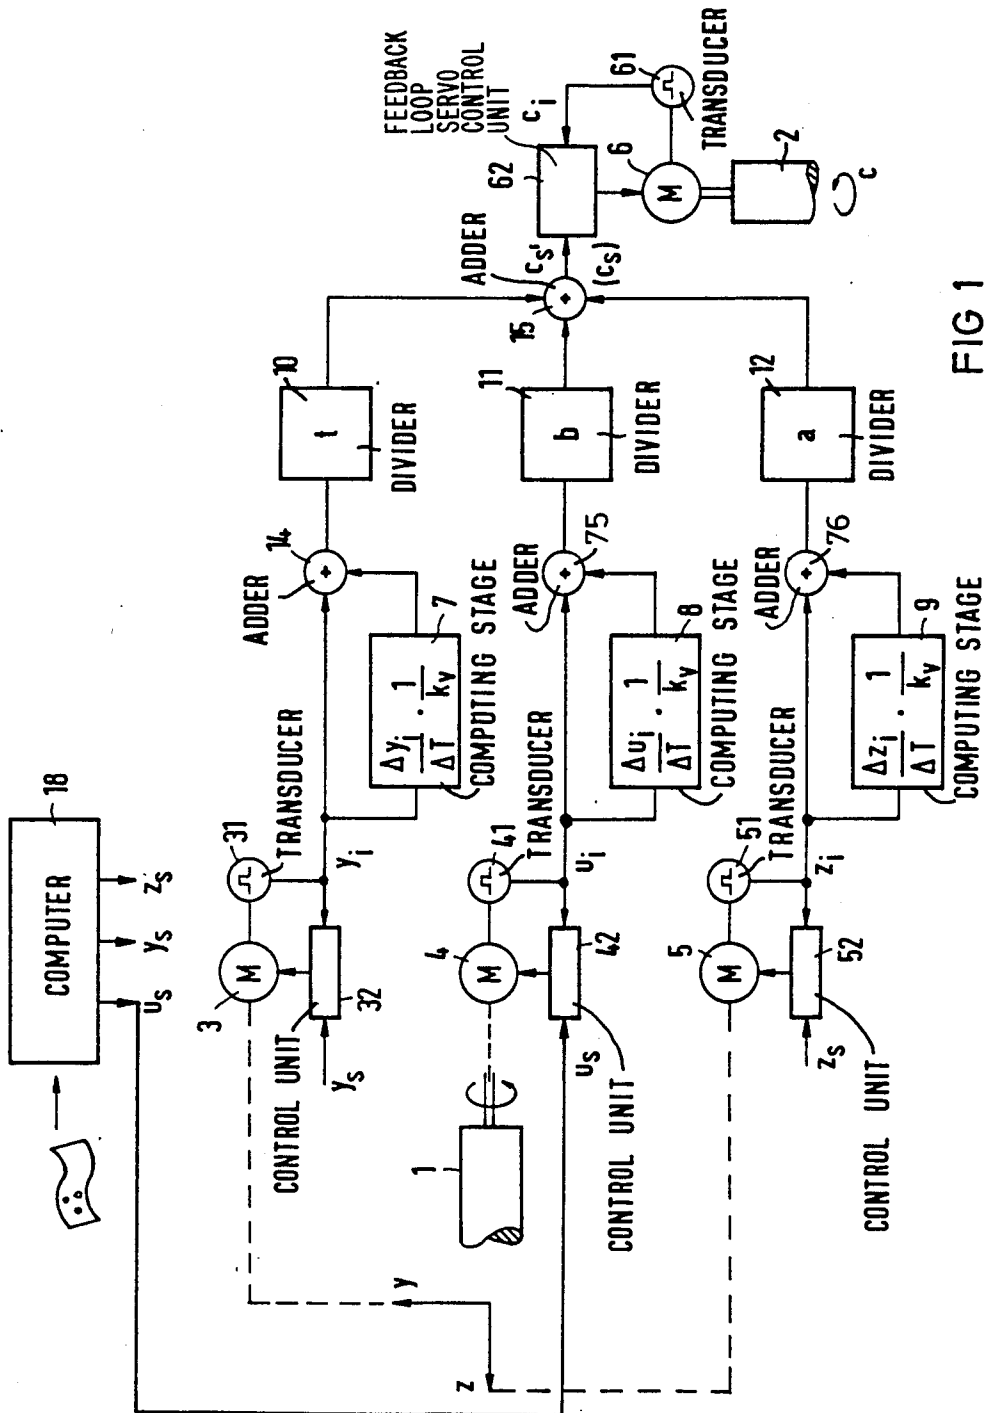 COMPUTER
18
u_s
y_s
z_s
3
M
31
TRANSDUCER
y_i
32
CONTROL UNIT
y_s
Δy_i / ΔT · 1 / k_v
7
COMPUTING STAGE
ADDER
14
+
10
t
DIVIDER
y
z
1
4
M
41
TRANSDUCER
u_i
42
u_s
CONTROL UNIT
Δu_i / ΔT · 1 / k_v
8
COMPUTING STAGE
ADDER
75
+
11
b
DIVIDER
5
M
51
TRANSDUCER
z_i
52
z_s
CONTROL UNIT
Δz_i / ΔT · 1 / k_v
9
COMPUTING STAGE
ADDER
76
+
12
a
DIVIDER
ADDER
15
+
c_s'
(c_s)
FEEDBACK
LOOP
SERVO
CONTROL
UNIT
62
c_i
61
TRANSDUCER
6
M
2
c
FIG 1